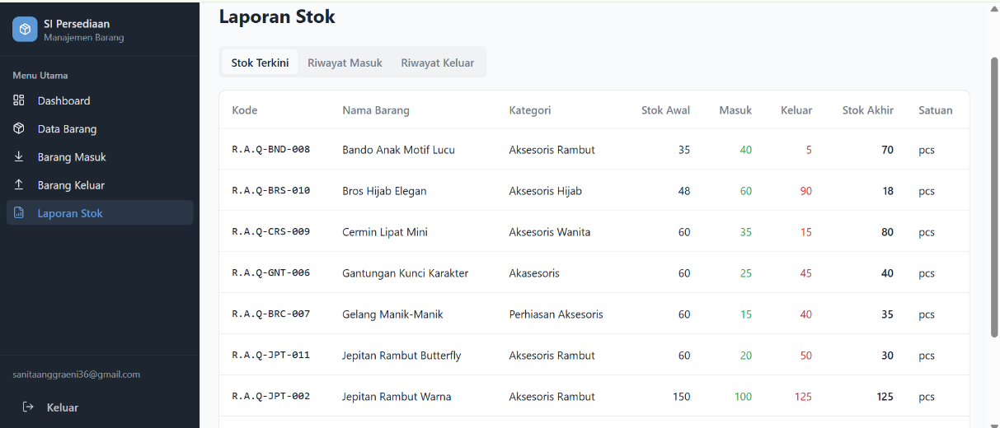 SI Persediaan
Manajemen Barang
Menu Utama
Dashboard
Data Barang
Barang Masuk
Barang Keluar
Laporan Stok
sanitaanggraeni36@gmail.com
Keluar
Laporan Stok
Stok Terkini Riwayat Masuk Riwayat Keluar
Kode Nama Barang Kategori Stok Awal Masuk Keluar Stok Akhir Satuan
R.A.Q-BND-008 Bando Anak Motif Lucu Aksesoris Rambut 35 40 5 70 pcs
R.A.Q-BRS-010 Bros Hijab Elegan Aksesoris Hijab 48 60 90 18 pcs
R.A.Q-CRS-009 Cermin Lipat Mini Aksesoris Wanita 60 35 15 80 pcs
R.A.Q-GNT-006 Gantungan Kunci Karakter Akasesoris 60 25 45 40 pcs
R.A.Q-BRC-007 Gelang Manik-Manik Perhiasan Aksesoris 60 15 40 35 pcs
R.A.Q-JPT-011 Jepitan Rambut Butterfly Aksesoris Rambut 60 20 50 30 pcs
R.A.Q-JPT-002 Jepitan Rambut Warna Aksesoris Rambut 150 100 125 125 pcs